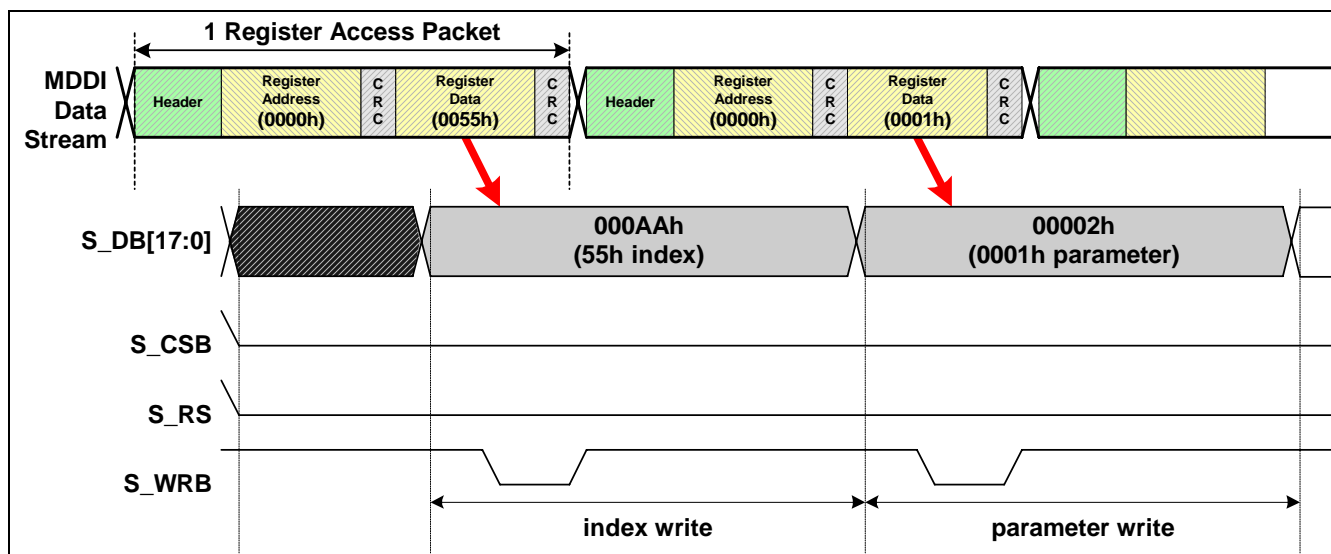 1 Register Access Packet
MDDI
Data
Stream
Header
Register
Address
(0000h)
C
R
C
Register
Data
(0055h)
C
R
C
Header
Register
Address
(0000h)
C
R
C
Register
Data
(0001h)
C
R
C
S_DB[17:0]
000AAh
(55h index)
00002h
(0001h parameter)
S_CSB
S_RS
S_WRB
index write
parameter write